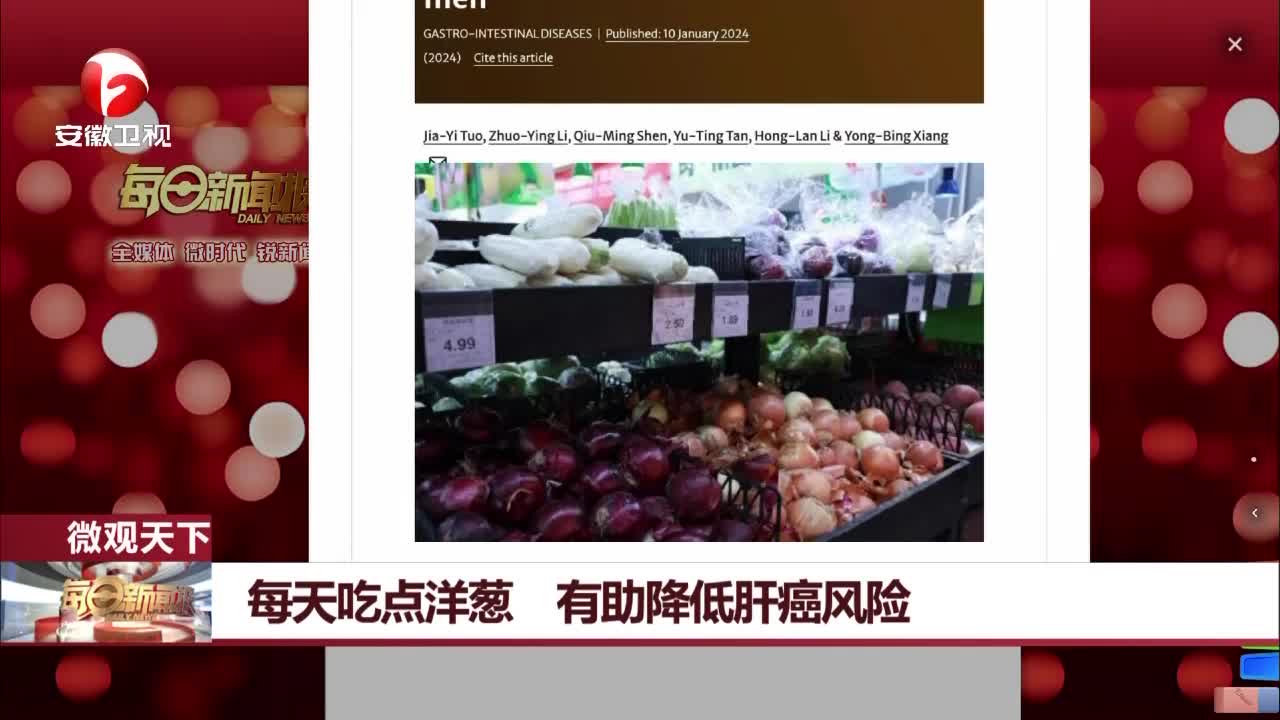 men
GASTRO-INTESTINAL DISEASES | Published: 10 January 2024
(2024) Cite this article
Jia-Yi Tuo, Zhuo-Ying Li, Qiu-Ming Shen, Yu-Ting Tan, Hong-Lan Li & Yong-Bing Xiang
安徽卫视
每日新闻报
DAILY NEWS
全媒体 微时代 锐新闻
4.99
2.50
1.89
微观天下
每日新闻报
DAILY NEWS
每天吃点洋葱 有助降低肝癌风险